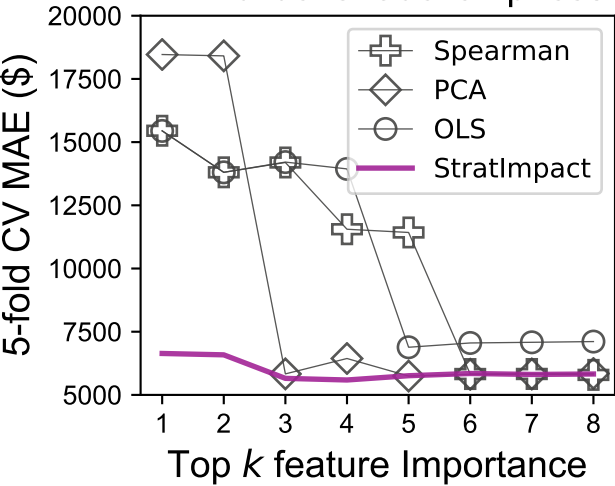 20000
17500
15000
12500
10000
7500
5000
5-fold CV MAE ($)
Spearman
PCA
OLS
StratImpact
1 2 3 4 5 6 7 8
Top k feature Importance